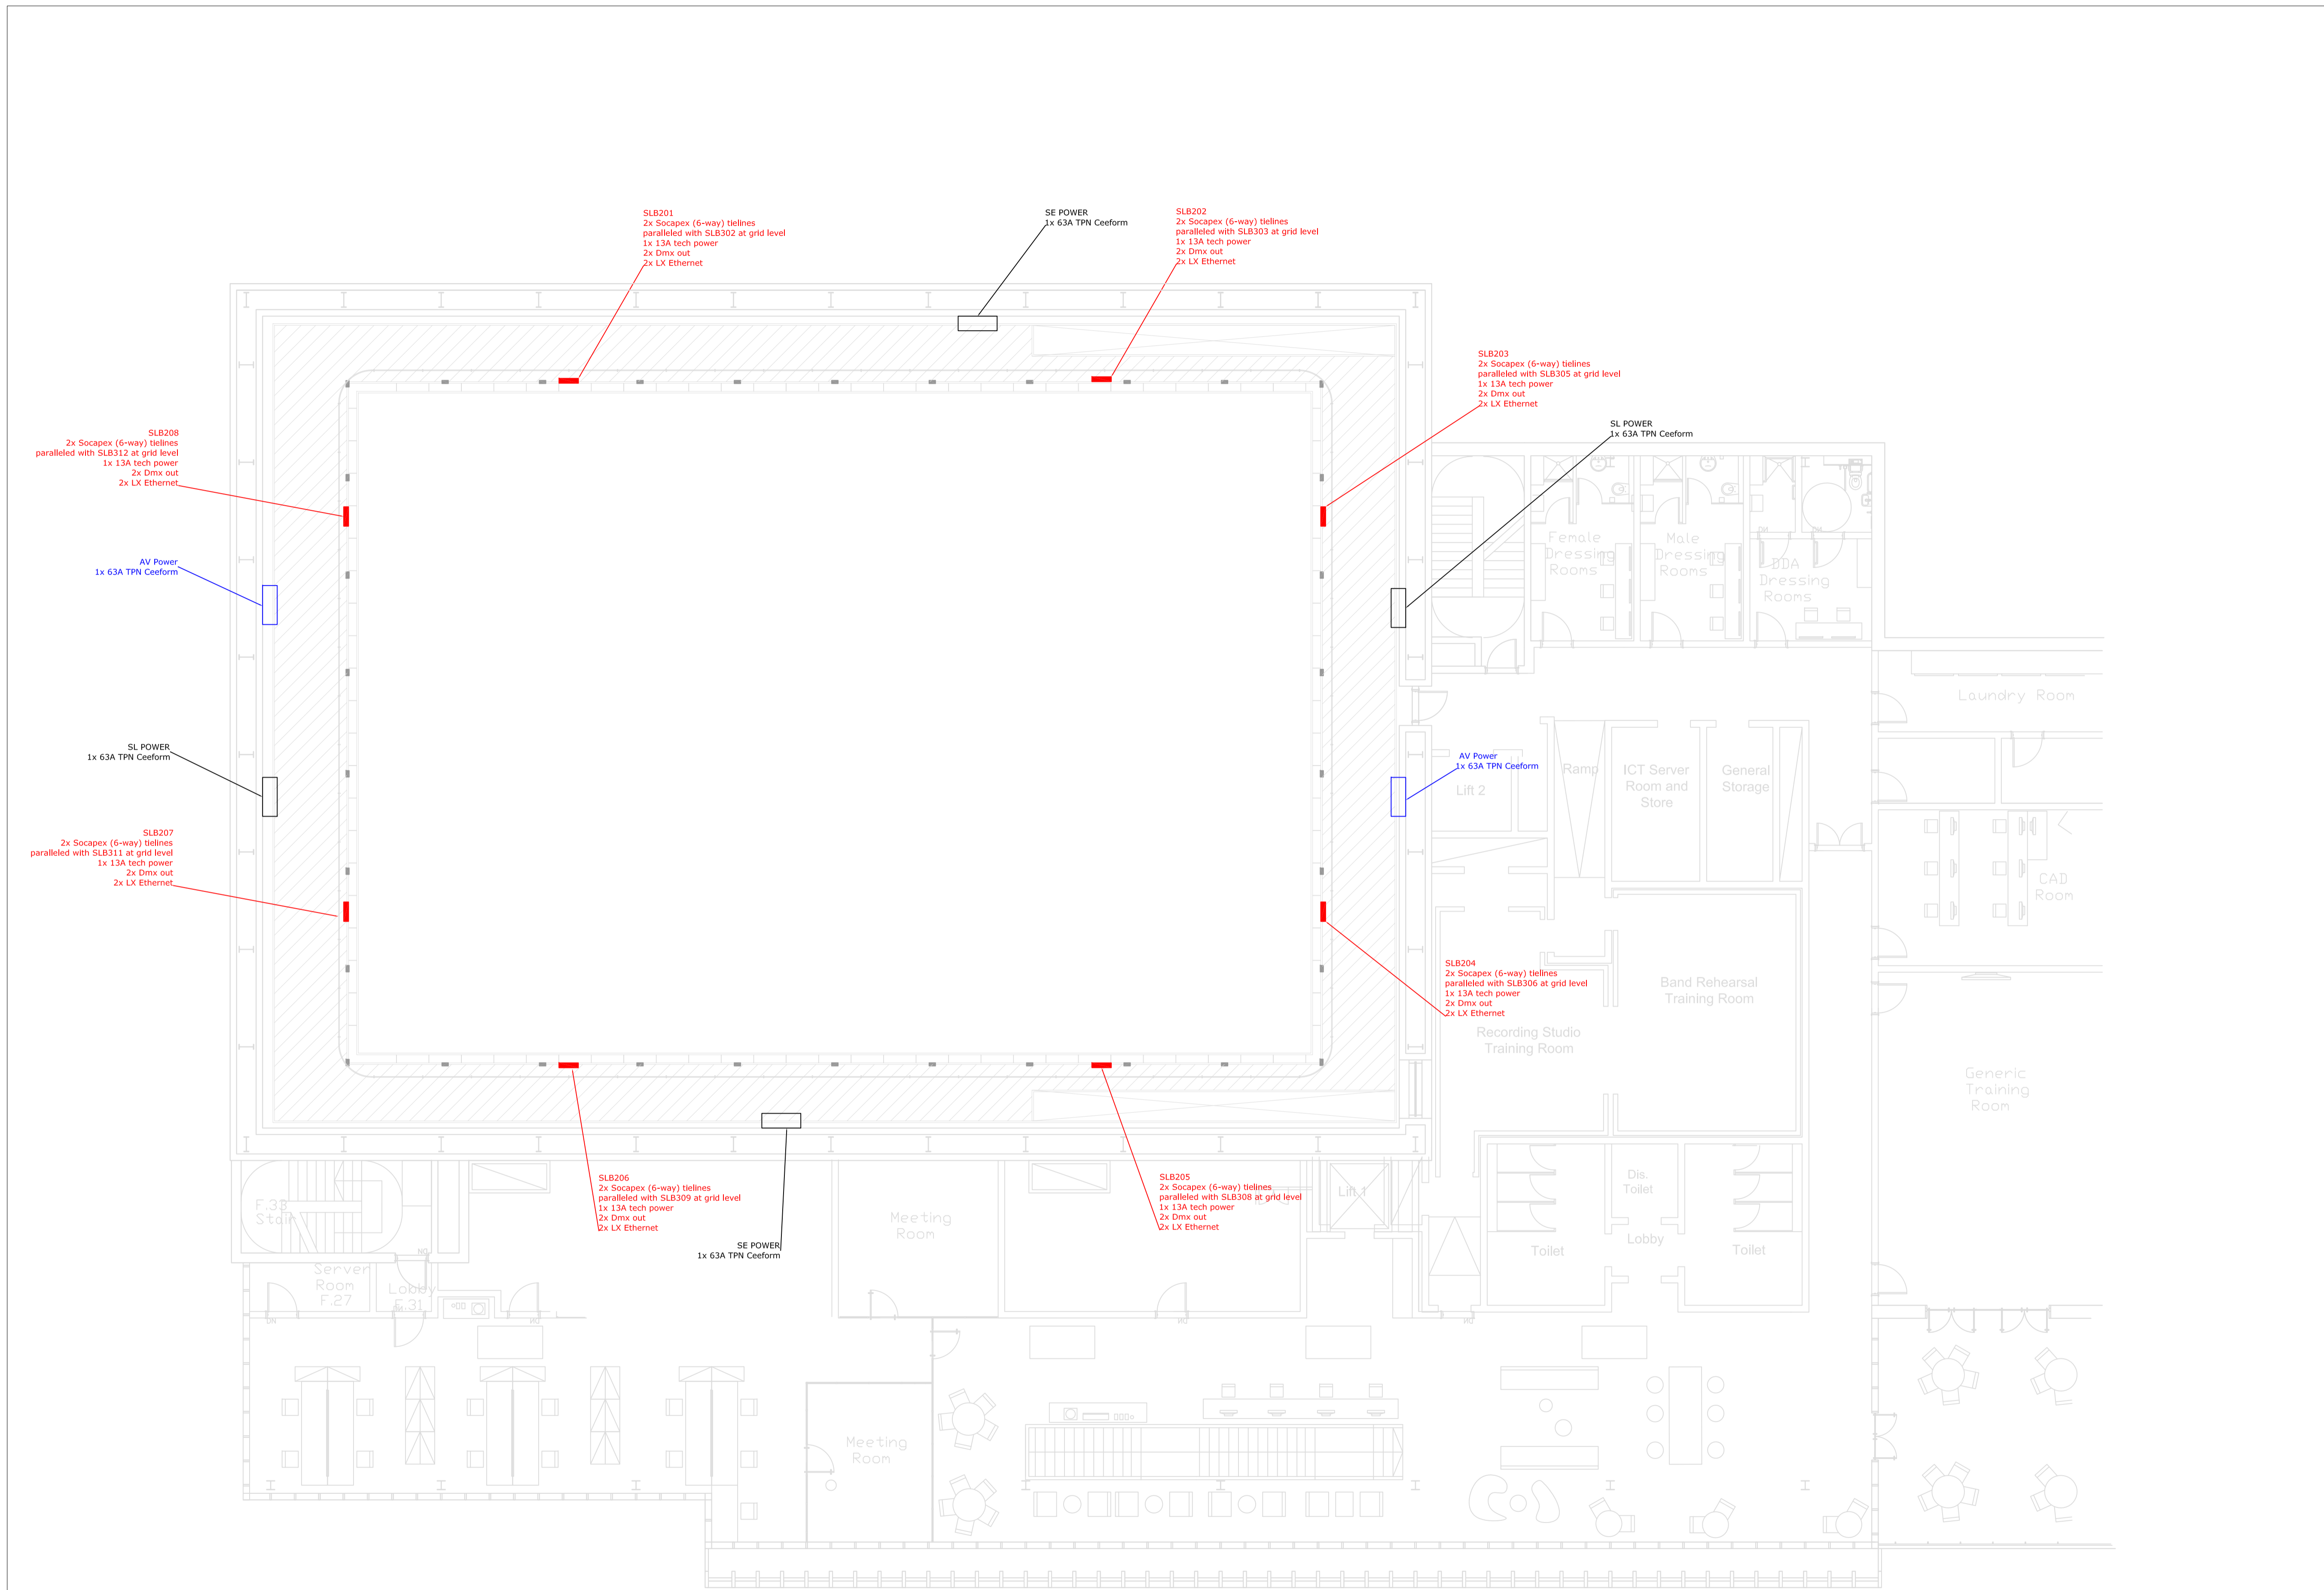 SLB201
2x Socapex (6-way) tielines
paralleled with SLB302 at grid level
1x 13A tech power
2x Dmx out
2x LX Ethernet
SE POWER
1x 63A TPN Ceeform
SLB202
2x Socapex (6-way) tielines
paralleled with SLB303 at grid level
1x 13A tech power
2x Dmx out
2x LX Ethernet
SLB203
2x Socapex (6-way) tielines
paralleled with SLB305 at grid level
1x 13A tech power
2x Dmx out
2x LX Ethernet
SL POWER
1x 63A TPN Ceeform
SLB208
2x Socapex (6-way) tielines
paralleled with SLB312 at grid level
1x 13A tech power
2x Dmx out
2x LX Ethernet
AV Power
1x 63A TPN Ceeform
Female
Dressing
Rooms
Male
Dressing
Rooms
DDA
Dressing
Rooms
Laundry Room
SL POWER
1x 63A TPN Ceeform
AV Power
1x 63A TPN Ceeform
Lift 2
Ramp
ICT Server
Room and
Store
General
Storage
SLB207
2x Socapex (6-way) tielines
paralleled with SLB311 at grid level
1x 13A tech power
2x Dmx out
2x LX Ethernet
CAD
Room
SLB204
2x Socapex (6-way) tielines
paralleled with SLB306 at grid level
1x 13A tech power
2x Dmx out
2x LX Ethernet
Band Rehearsal
Training Room
Recording Studio
Training Room
Generic
Training
Room
SLB206
2x Socapex (6-way) tielines
paralleled with SLB309 at grid level
1x 13A tech power
2x Dmx out
2x LX Ethernet
SLB205
2x Socapex (6-way) tielines
paralleled with SLB308 at grid level
1x 13A tech power
2x Dmx out
2x LX Ethernet
SE POWER
1x 63A TPN Ceeform
F.33
Stair
Meeting
Room
Lift 1
Dis.
Toilet
Toilet
Lobby
Toilet
Server
Room
F.27
Lobby
F.31
DN
DN
DN
DN
DN
Meeting
Room